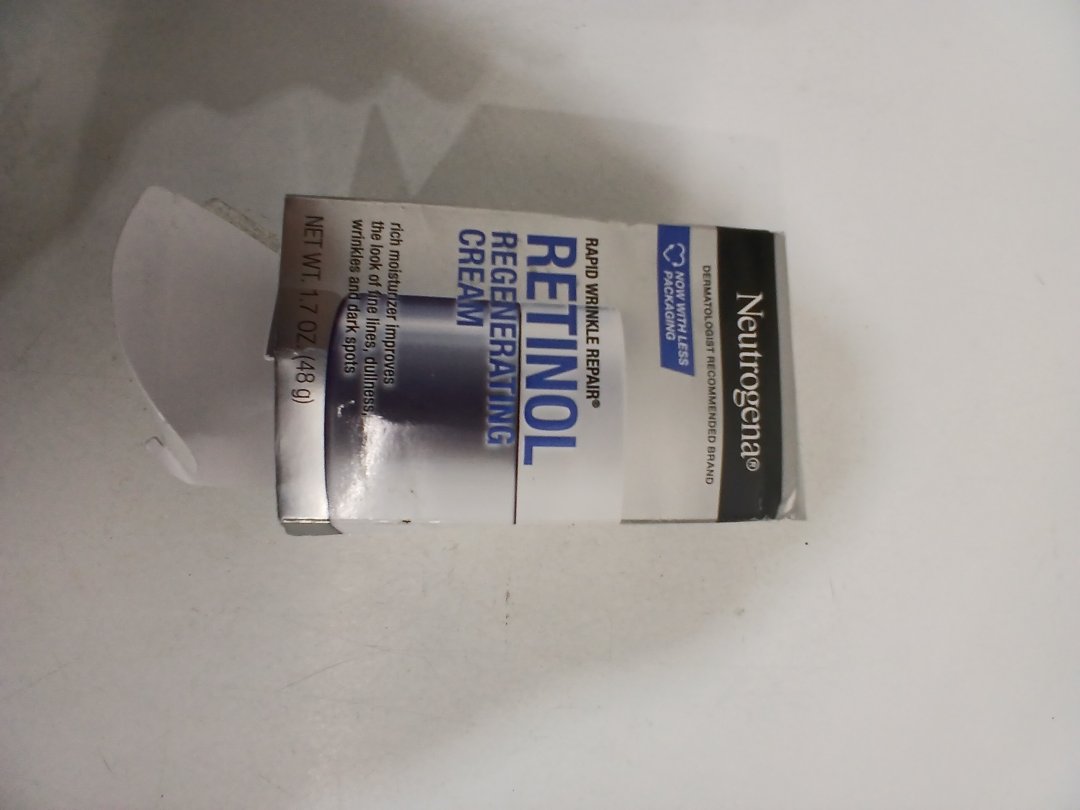 Neutrogena®
DERMATOLOGIST RECOMMENDED BRAND
NOW WITH LESS
PACKAGING
RAPID WRINKLE REPAIR®
RETINOL
REGENERATING
CREAM
rich moisturizer improves
the look of fine lines, dullness,
wrinkles and dark spots
NET WT. 1.7 OZ. (48 g)